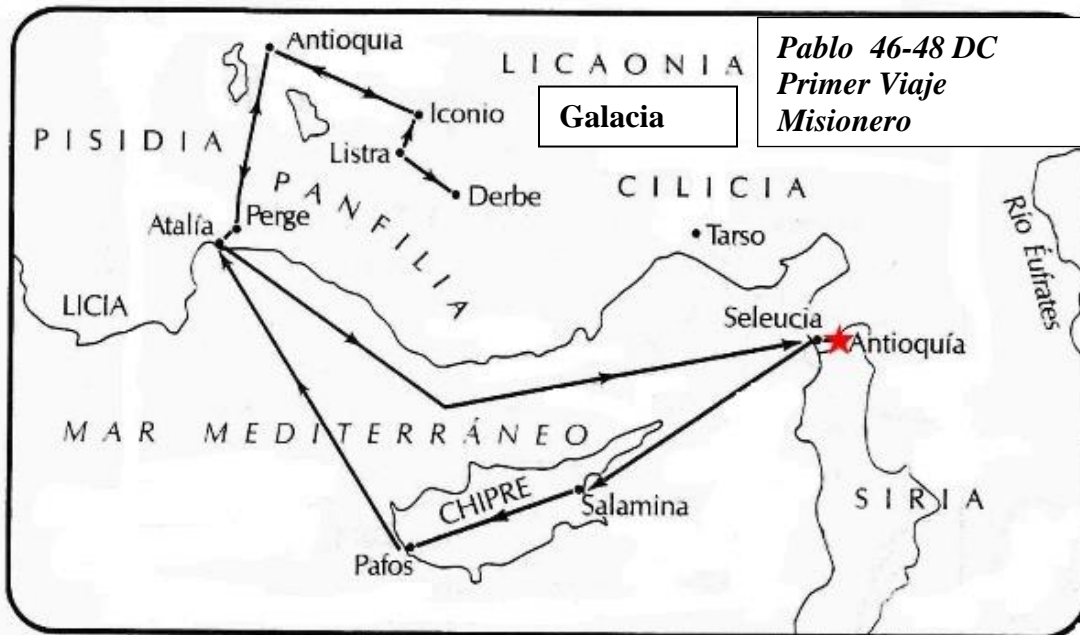 Antioquía
LICAONIA
Pablo 46-48 DC
Primer Viaje
Misionero
Galacia
Iconio
PISIDIA
Listra
PANFILIA
CILICIA
Derbe
Atalía
Perge
Tarso
Río Éufrates
LICIA
Seleucia
Antioquía
MAR MEDITERRÁNEO
CHIPRE
Salamina
SIRIA
Pafos